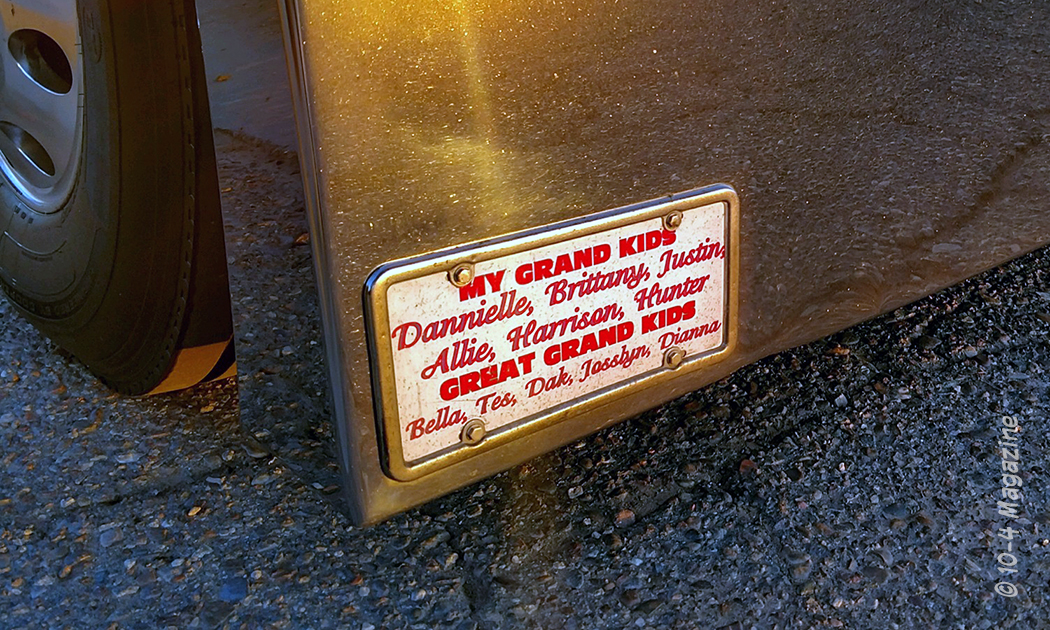 MY GRAND KIDS
Dannielle, Brittany, Justin,
Allie, Harrison, Hunter
GREAT GRAND KIDS
Bella, Tes, Dak, Josslyn, Dianna
©10-4 Magazine